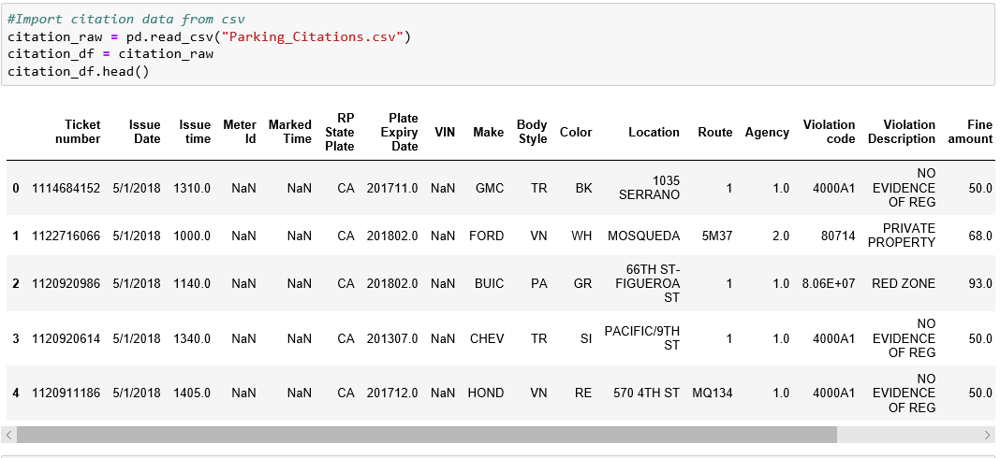 #Import citation data from csv
citation_raw = pd.read_csv("Parking_Citations.csv")
citation_df = citation_raw
citation_df.head()
Ticket number Issue Date Issue time Meter Id Marked Time RP State Plate Plate Expiry Date VIN Make Body Style Color Location Route Agency Violation code Violation Description Fine amount
0 1114684152 5/1/2018 1310.0 NaN NaN CA 201711.0 NaN GMC TR BK 1035 SERRANO 1 1.0 4000A1 NO EVIDENCE OF REG 50.0
1 1122716066 5/1/2018 1000.0 NaN NaN CA 201802.0 NaN FORD VN WH MOSQUEDA 5M37 2.0 80714 PRIVATE PROPERTY 68.0
2 1120920986 5/1/2018 1140.0 NaN NaN CA 201802.0 NaN BUIC PA GR 66TH ST-FIGUEROA ST 1 1.0 8.06E+07 RED ZONE 93.0
3 1120920614 5/1/2018 1340.0 NaN NaN CA 201307.0 NaN CHEV TR SI PACIFIC/9TH ST 1 1.0 4000A1 NO EVIDENCE OF REG 50.0
4 1120911186 5/1/2018 1405.0 NaN NaN CA 201712.0 NaN HOND VN RE 570 4TH ST MQ134 1.0 4000A1 NO EVIDENCE OF REG 50.0